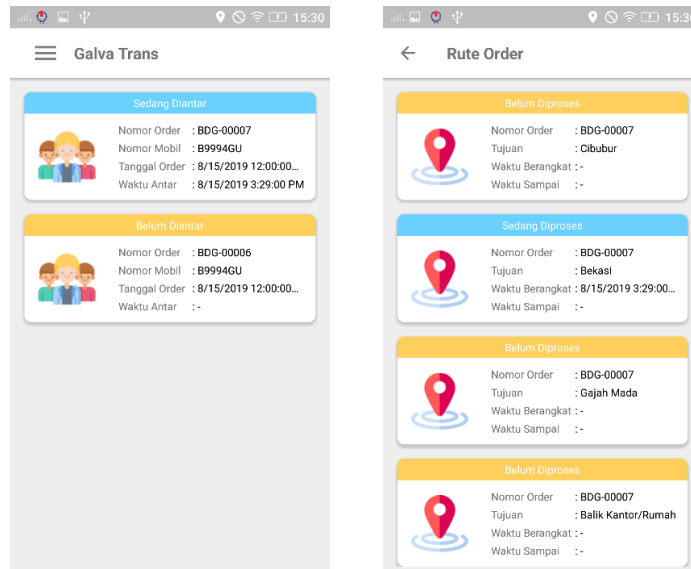 15:30
Galva Trans
Sedang Diantar
Nomor Order : BDG-00007
Nomor Mobil : B9994GU
Tanggal Order : 8/15/2019 12:00:00...
Waktu Antar : 8/15/2019 3:29:00 PM
Belum Diantar
Nomor Order : BDG-00006
Nomor Mobil : B9994GU
Tanggal Order : 8/15/2019 12:00:00...
Waktu Antar : -
15:30
Rute Order
Belum Diproses
Nomor Order : BDG-00007
Tujuan : Cibubur
Waktu Berangkat : -
Waktu Sampai : -
Sedang Diproses
Nomor Order : BDG-00007
Tujuan : Bekasi
Waktu Berangkat : 8/15/2019 3:29:00...
Waktu Sampai : -
Belum Diproses
Nomor Order : BDG-00007
Tujuan : Gajah Mada
Waktu Berangkat : -
Waktu Sampai : -
Belum Diproses
Nomor Order : BDG-00007
Tujuan : Balik Kantor/Rumah
Waktu Berangkat : -
Waktu Sampai : -